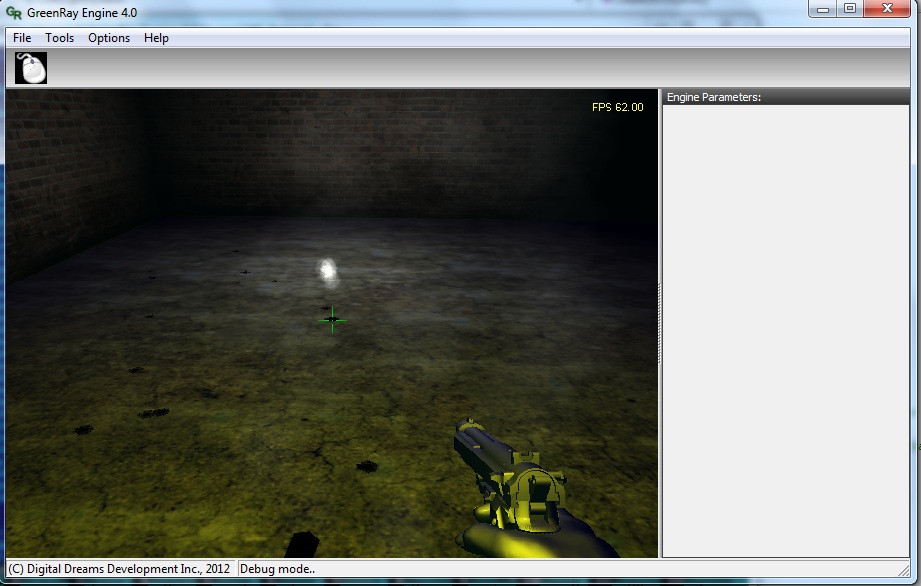 GR GreenRay Engine 4.0
File Tools Options Help
FPS 62.00
Engine Parameters:
(C) Digital Dreams Development Inc., 2012 Debug mode..